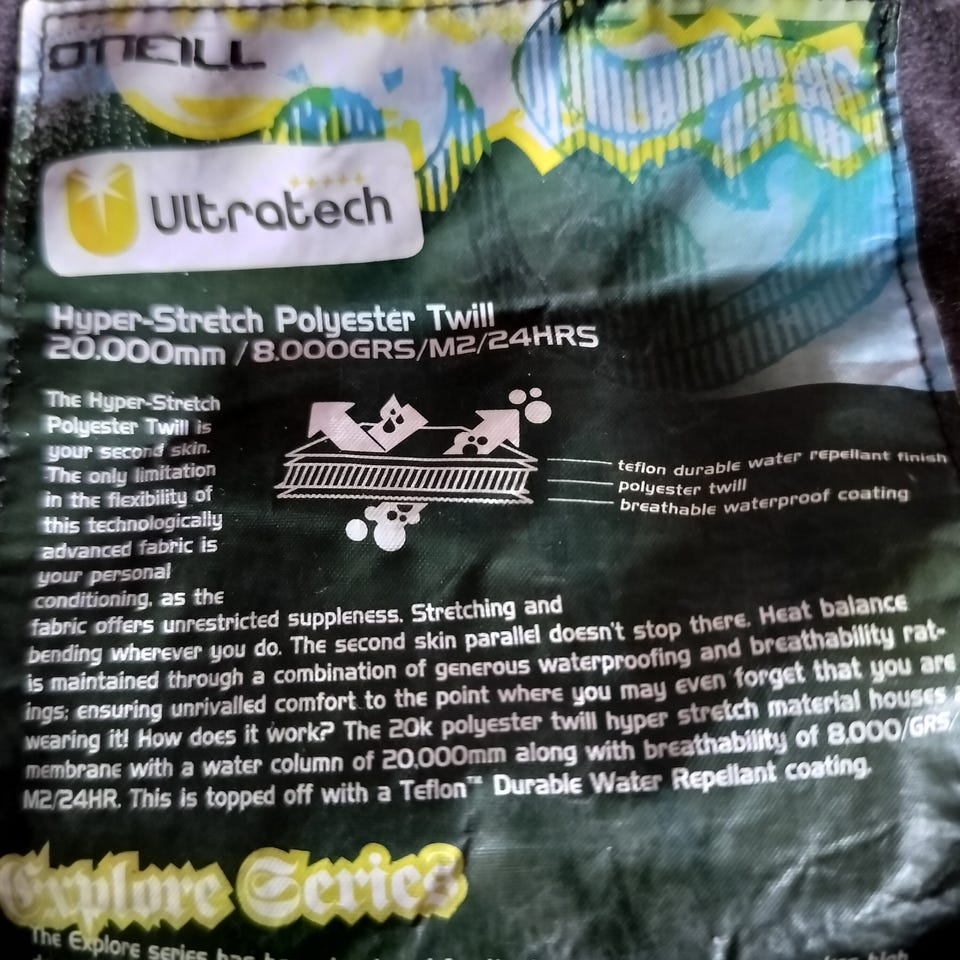 O'NEILL
Ultratech
Hyper-Stretch Polyester Twill
20.000mm / 8.000GRS/M2/24HRS
The Hyper-Stretch
Polyester Twill is
your second skin.
The only limitation
in the flexibility of
this technologically
advanced fabric is
your personal
conditioning, as the
teflon durable water repellant finish
polyester twill
breathable waterproof coating
fabric offers unrestricted suppleness. Stretching and
bending wherever you do. The second skin parallel doesn't stop there. Heat balance
is maintained through a combination of generous waterproofing and breathability rat-
ings; ensuring unrivalled comfort to the point where you may even forget that you are
wearing it! How does it work? The 20k polyester twill hyper stretch material houses a
membrane with a water column of 20,000mm along with breathability of 8.000/GRS/
M2/24HR. This is topped off with a Teflon™ Durable Water Repellant coating.
Explore Series
The Explore series has
high